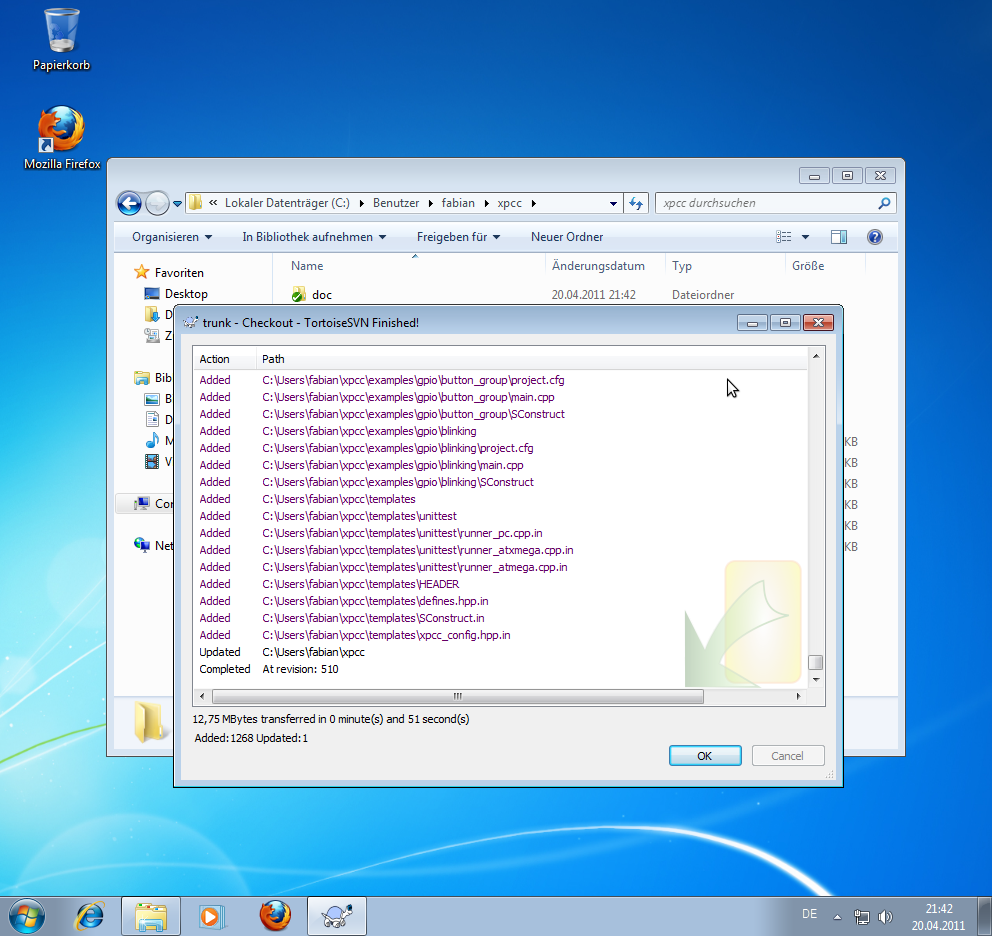 Papierkorb
Mozilla Firefox
« Lokaler Datenträger (C:) Benutzer fabian xpcc
xpcc durchsuchen
Organisieren In Bibliothek aufnehmen Freigeben für Neuer Ordner
Name Änderungsdatum Typ Größe
Favoriten
Desktop
doc 20.04.2011 21:42 Dateiordner
D
Z
Bib
B
D
M
V
Con
Net
KB
KB
KB
KB
KB
KB
trunk - Checkout - TortoiseSVN Finished!
Action Path
Added C:\Users\fabian\xpcc\examples\gpio\button_group\project.cfg
Added C:\Users\fabian\xpcc\examples\gpio\button_group\main.cpp
Added C:\Users\fabian\xpcc\examples\gpio\button_group\SConstruct
Added C:\Users\fabian\xpcc\examples\gpio\blinking
Added C:\Users\fabian\xpcc\examples\gpio\blinking\project.cfg
Added C:\Users\fabian\xpcc\examples\gpio\blinking\main.cpp
Added C:\Users\fabian\xpcc\examples\gpio\blinking\SConstruct
Added C:\Users\fabian\xpcc\templates
Added C:\Users\fabian\xpcc\templates\unittest
Added C:\Users\fabian\xpcc\templates\unittest\runner_pc.cpp.in
Added C:\Users\fabian\xpcc\templates\unittest\runner_atxmega.cpp.in
Added C:\Users\fabian\xpcc\templates\unittest\runner_atmega.cpp.in
Added C:\Users\fabian\xpcc\templates\HEADER
Added C:\Users\fabian\xpcc\templates\defines.hpp.in
Added C:\Users\fabian\xpcc\templates\SConstruct.in
Added C:\Users\fabian\xpcc\templates\xpcc_config.hpp.in
Updated C:\Users\fabian\xpcc
Completed At revision: 510
12,75 MBytes transferred in 0 minute(s) and 51 second(s)
Added:1268 Updated:1
OK Cancel
DE
21:42
20.04.2011